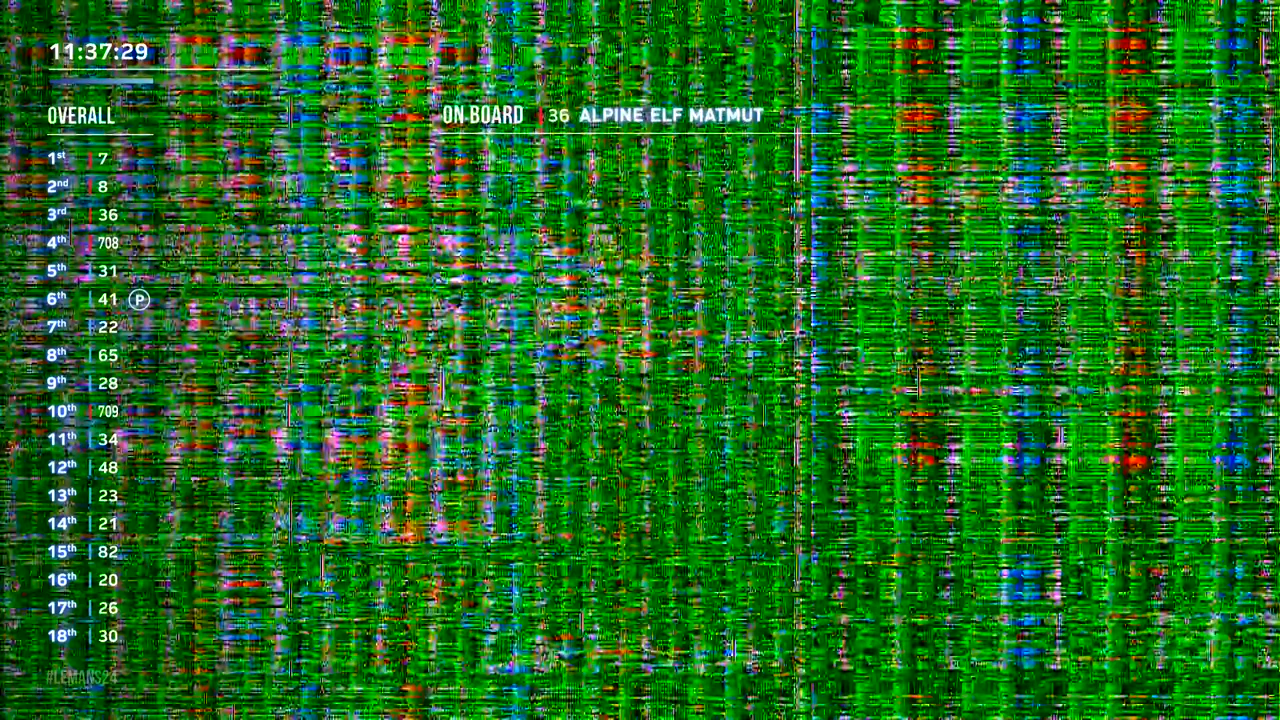 11:37:29
OVERALL
ON BOARD 36 ALPINE ELF MATMUT
1st 7
2nd 8
3rd 36
4th 708
5th 31
6th 41 P
7th 22
8th 65
9th 28
10th 709
11th 34
12th 48
13th 23
14th 21
15th 82
16th 20
17th 26
18th 30
#LEMANS24